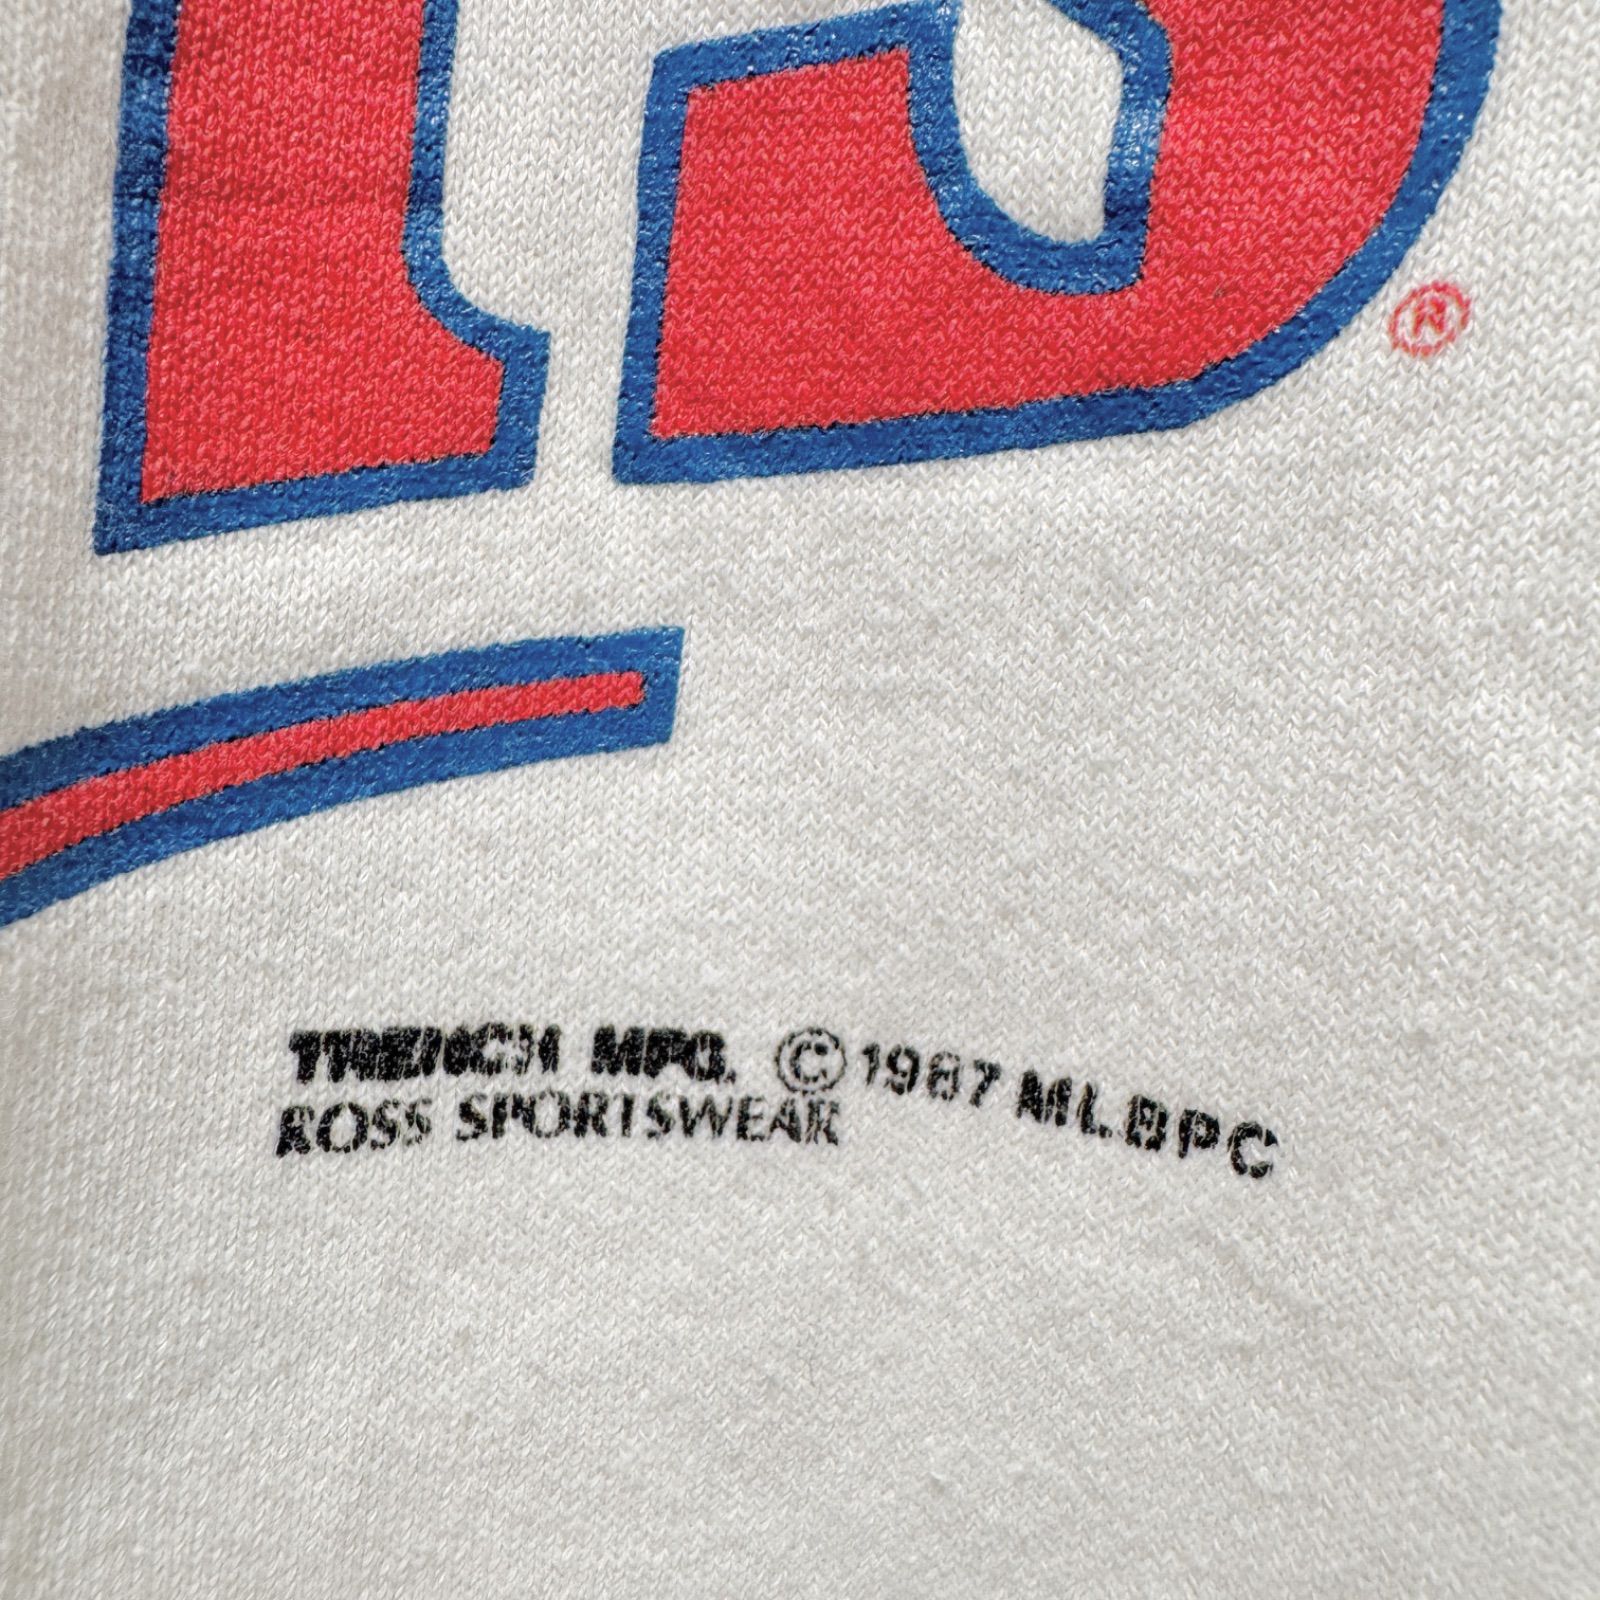 S ®
TRENCH MFG. © 1987 MLBPC
ROSS SPORTSWEAR